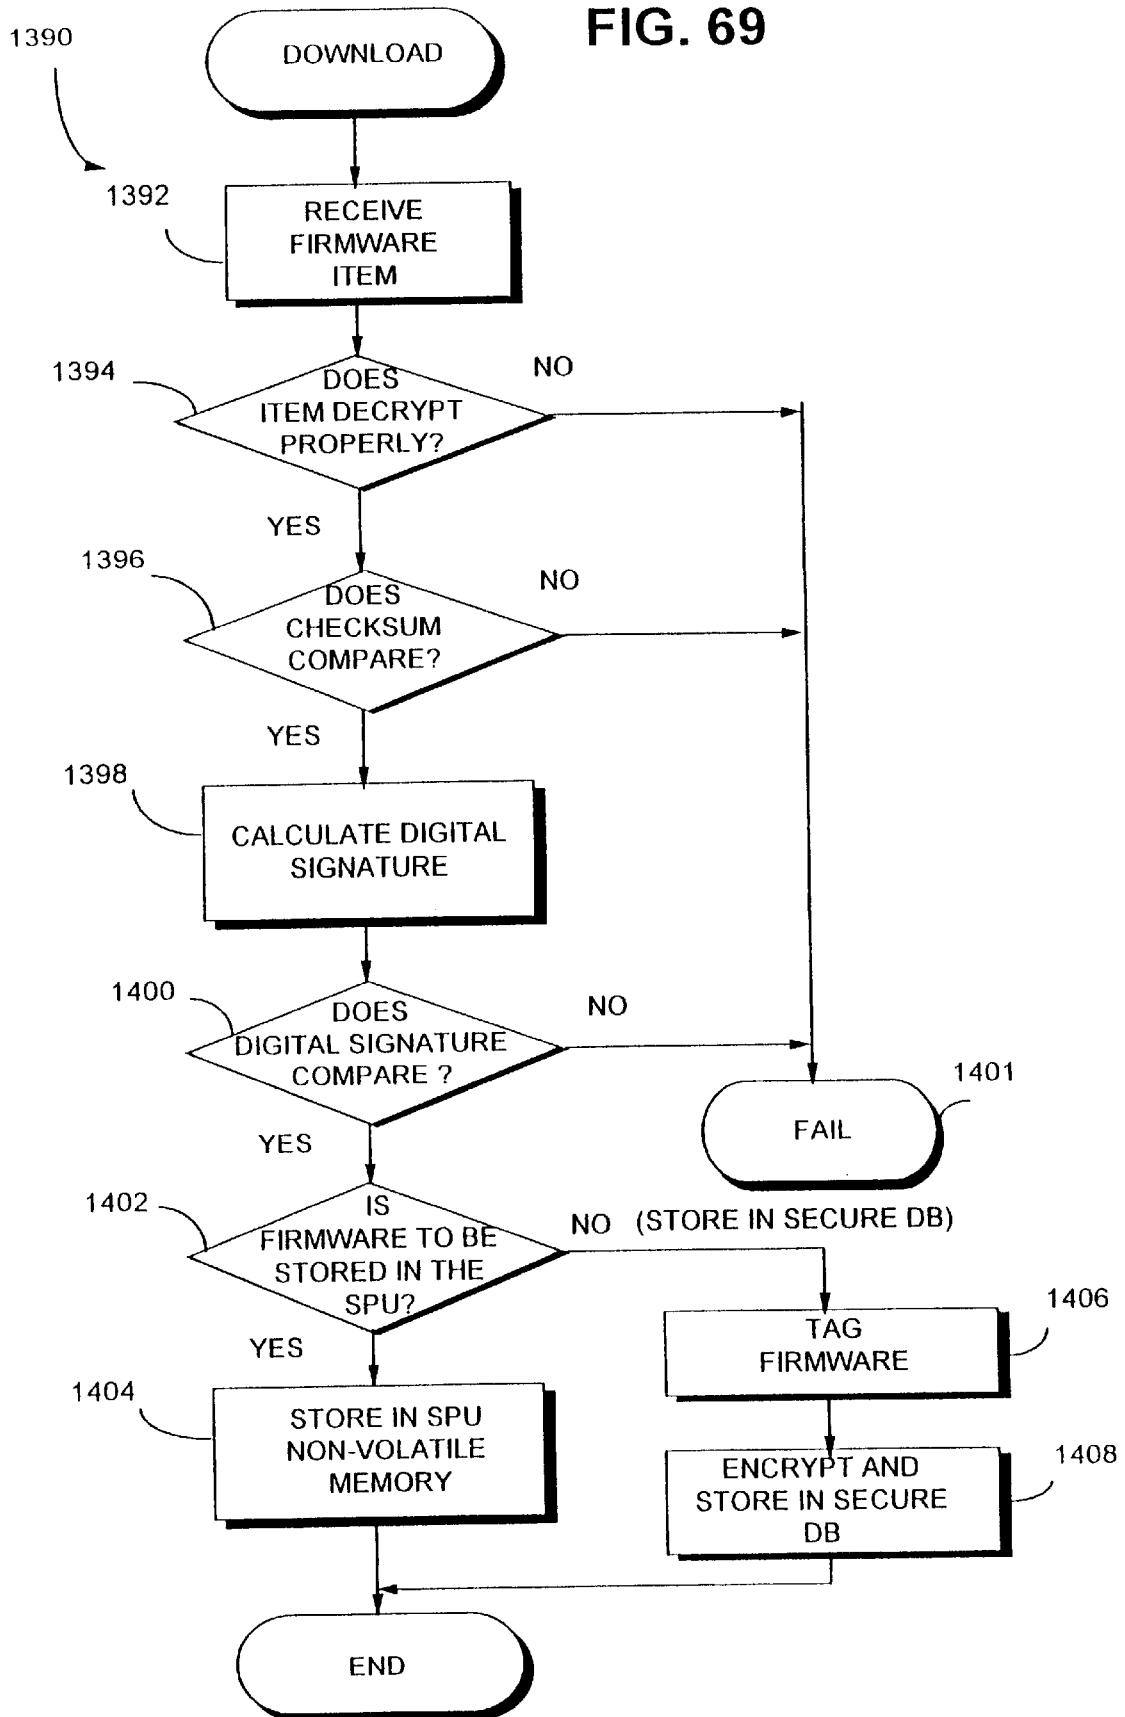 FIG. 69
1390
DOWNLOAD
1392
RECEIVE
FIRMWARE
ITEM
1394
DOES
ITEM DECRYPT
PROPERLY?
NO
YES
1396
DOES
CHECKSUM
COMPARE?
NO
YES
1398
CALCULATE DIGITAL
SIGNATURE
1400
DOES
DIGITAL SIGNATURE
COMPARE ?
NO
1401
FAIL
YES
1402
IS
FIRMWARE TO BE
STORED IN THE
SPU?
NO (STORE IN SECURE DB)
YES
1406
TAG
FIRMWARE
1404
STORE IN SPU
NON-VOLATILE
MEMORY
1408
ENCRYPT AND
STORE IN SECURE
DB
END